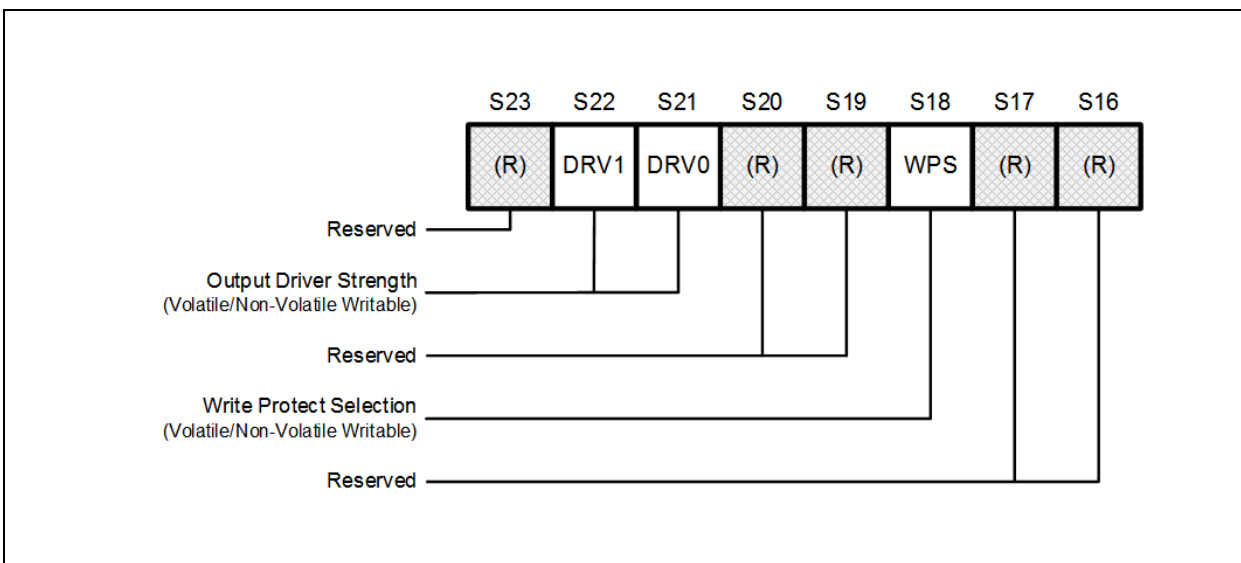 S23 S22 S21 S20 S19 S18 S17 S16
(R) DRV1 DRV0 (R) (R) WPS (R) (R)
Reserved
Output Driver Strength
(Volatile/Non-Volatile Writable)
Reserved
Write Protect Selection
(Volatile/Non-Volatile Writable)
Reserved